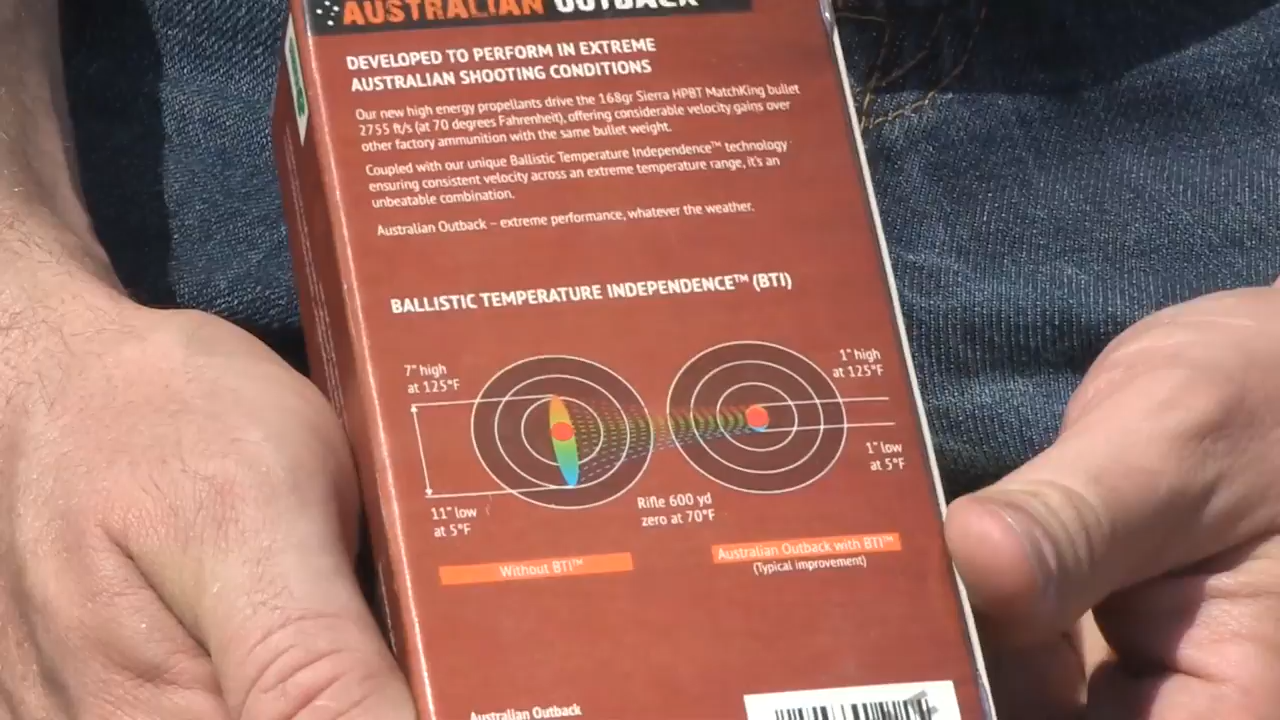 AUSTRALIAN OUTBACK
DEVELOPED TO PERFORM IN EXTREME
AUSTRALIAN SHOOTING CONDITIONS
Our new high energy propellants drive the 168gr Sierra HPBT MatchKing bullet
2755 ft/s (at 70 degrees Fahrenheit), offering considerable velocity gains over
other factory ammunition with the same bullet weight.
Coupled with our unique Ballistic Temperature Independence™ technology
ensuring consistent velocity across an extreme temperature range, it's an
unbeatable combination.
Australian Outback – extreme performance, whatever the weather.
BALLISTIC TEMPERATURE INDEPENDENCE™ (BTI)
7" high
at 125°F
1" high
at 125°F
11" low
at 5°F
Rifle 600 yd
zero at 70°F
1" low
at 5°F
Without BTI™
Australian Outback with BTI™
(Typical improvement)
Australian Outback